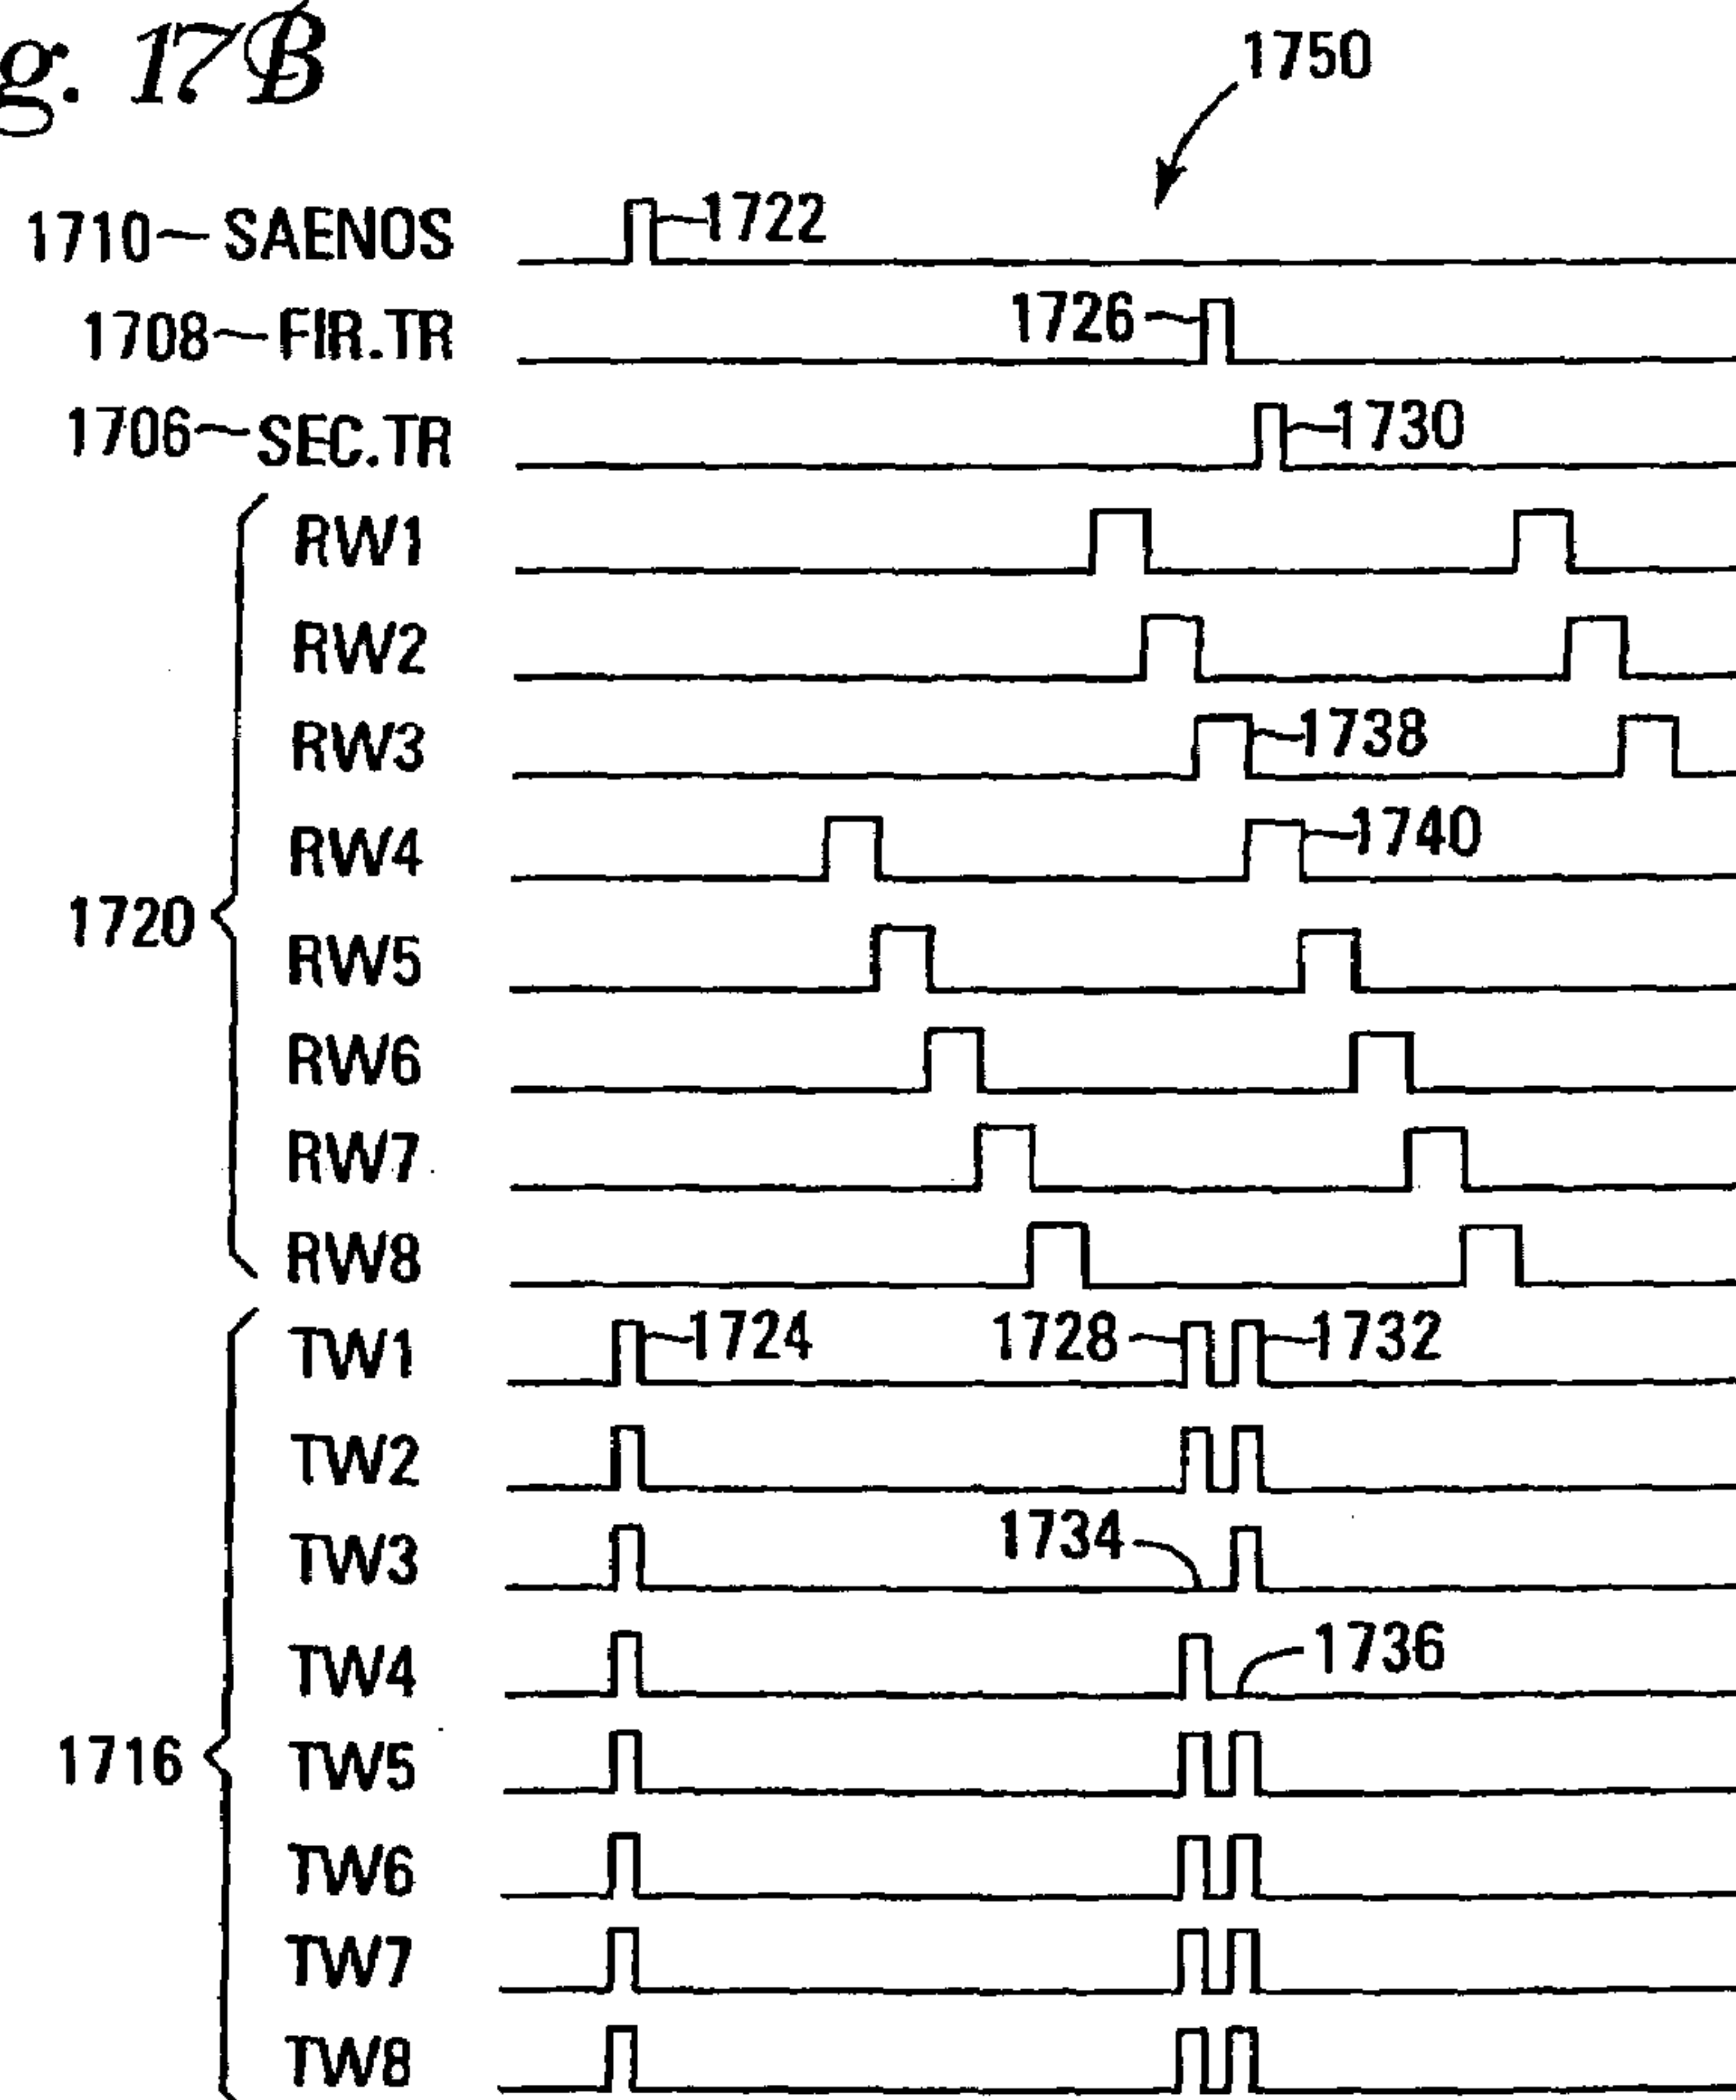 g. 17B
1750
1710 SAENOS 1722
1708 FIR.TR 1726
1706 SEC.TR 1730
RW1
RW2
RW3 1738
RW4 1740
1720
RW5
RW6
RW7
RW8
TW1 1724 1728 1732
TW2
TW3 1734
TW4 1736
1716
TW5
TW6
TW7
TW8